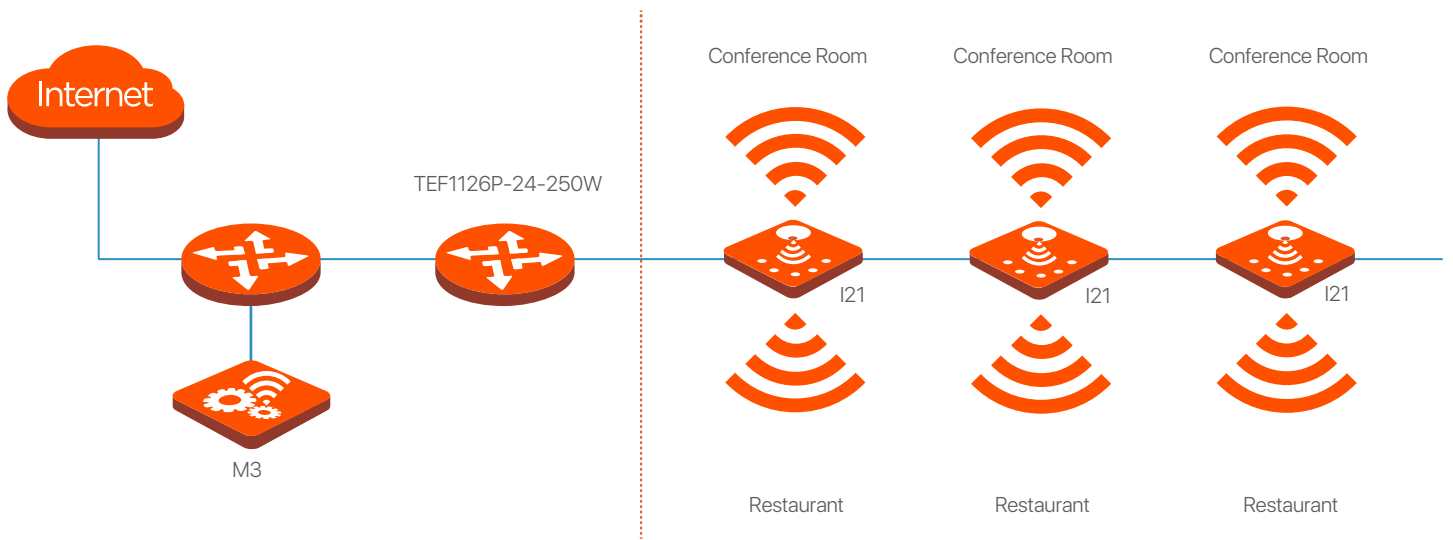 Conference Room
Conference Room
Conference Room
Internet
TEF1126P-24-250W
I21
I21
I21
M3
Restaurant
Restaurant
Restaurant